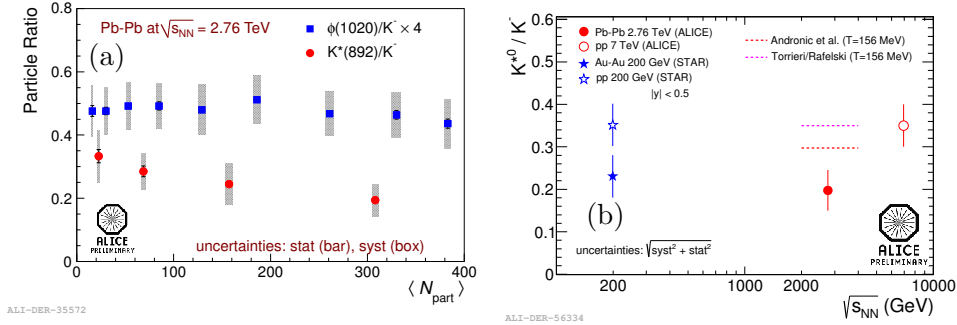 Pb-Pb at √s_NN = 2.76 TeV
(a)
φ(1020)/K⁻ × 4
K*(892)/K⁻
Particle Ratio
0.8
0.6
0.4
0.2
0
ALICE
PRELIMINARY
uncertainties: stat (bar), syst (box)
0 100 200 300 400
⟨ N_part ⟩
ALI-DER-35572
K*⁰ / K⁻
0.6
0.5
0.4
0.3
0.2
0.1
0
Pb-Pb 2.76 TeV (ALICE)
pp 7 TeV (ALICE)
Au-Au 200 GeV (STAR)
pp 200 GeV (STAR)
|y| < 0.5
Andronic et al. (T=156 MeV)
Torrieri/Rafelski (T=156 MeV)
(b)
uncertainties: √syst² + stat²
ALICE
PRELIMINARY
200 1000 2000 10000
√s_NN (GeV)
ALI-DER-56334